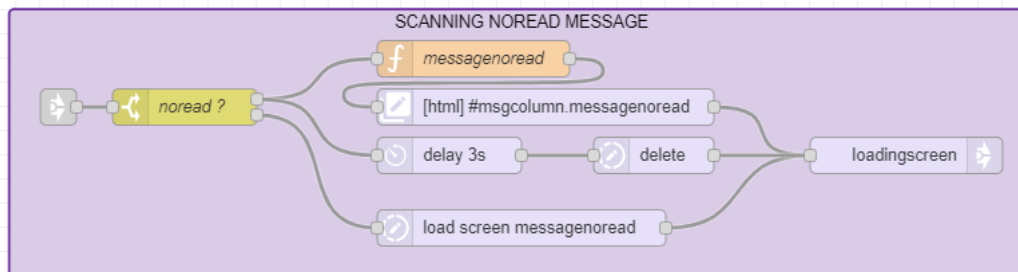 SCANNING NOREAD MESSAGE
messagenoread
noread ?
[html] #msgcolumn.messagenoread
delay 3s
delete
loadingscreen
load screen messagenoread